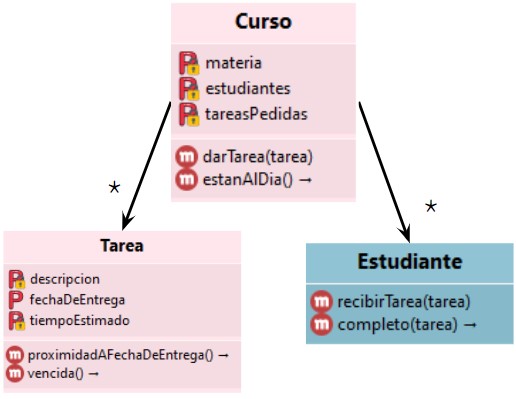 Curso
materia
estudiantes
tareasPedidas
darTarea(tarea)
estanAlDia() →
*
*
Tarea
descripcion
fechaDeEntrega
tiempoEstimado
proximidadAFechaDeEntrega() →
vencida() →
Estudiante
recibirTarea(tarea)
completo(tarea) →